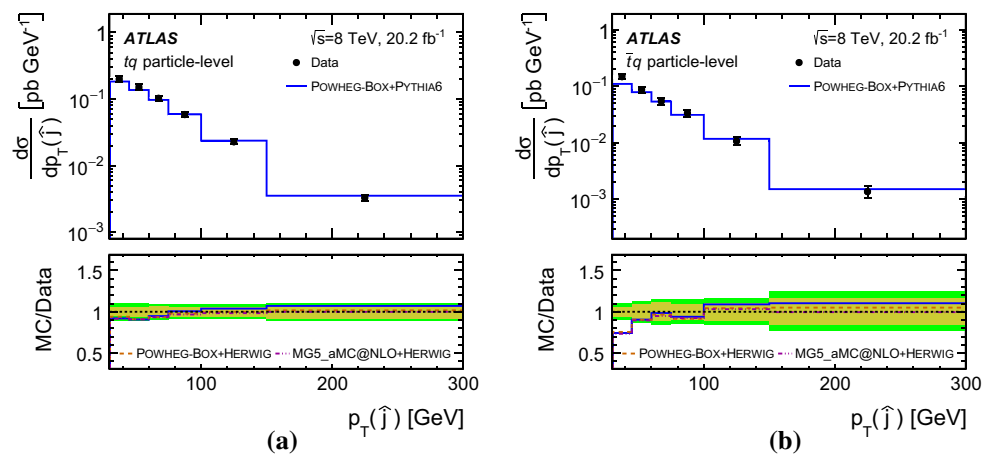 ATLAS
√s=8 TeV, 20.2 fb⁻¹
tq particle-level
Data
POWHEG-BOX+PYTHIA6
dσ/dp_T(ĵ) [pb GeV⁻¹]
1
10⁻¹
10⁻²
10⁻³
MC/Data
1.5
1
0.5
POWHEG-BOX+HERWIG
MG5_aMC@NLO+HERWIG
100 200 300
p_T(ĵ) [GeV]
(a)
ATLAS
√s=8 TeV, 20.2 fb⁻¹
t̄q particle-level
Data
POWHEG-BOX+PYTHIA6
dσ/dp_T(ĵ) [pb GeV⁻¹]
1
10⁻¹
10⁻²
10⁻³
MC/Data
1.5
1
0.5
POWHEG-BOX+HERWIG
MG5_aMC@NLO+HERWIG
100 200 300
p_T(ĵ) [GeV]
(b)